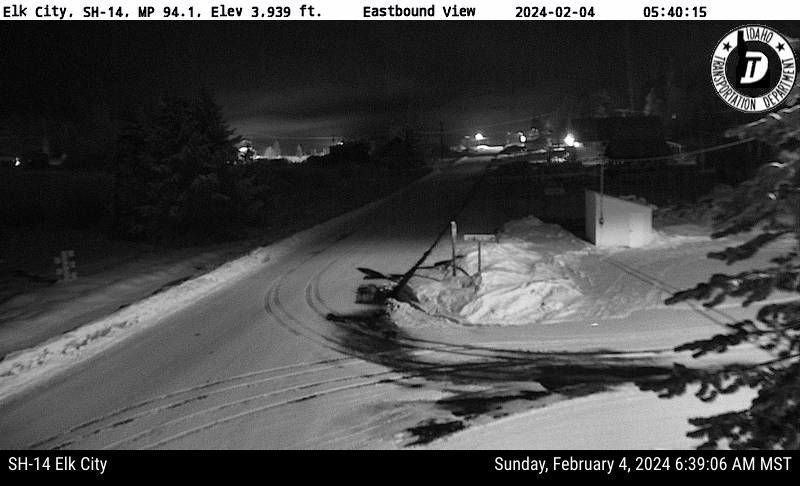 Elk City, SH-14, MP 94.1, Elev 3,939 ft. Eastbound View 2024-02-04 05:40:15
IDAHO
TRANSPORTATION DEPARTMENT
SH-14 Elk City Sunday, February 4, 2024 6:39:06 AM MST